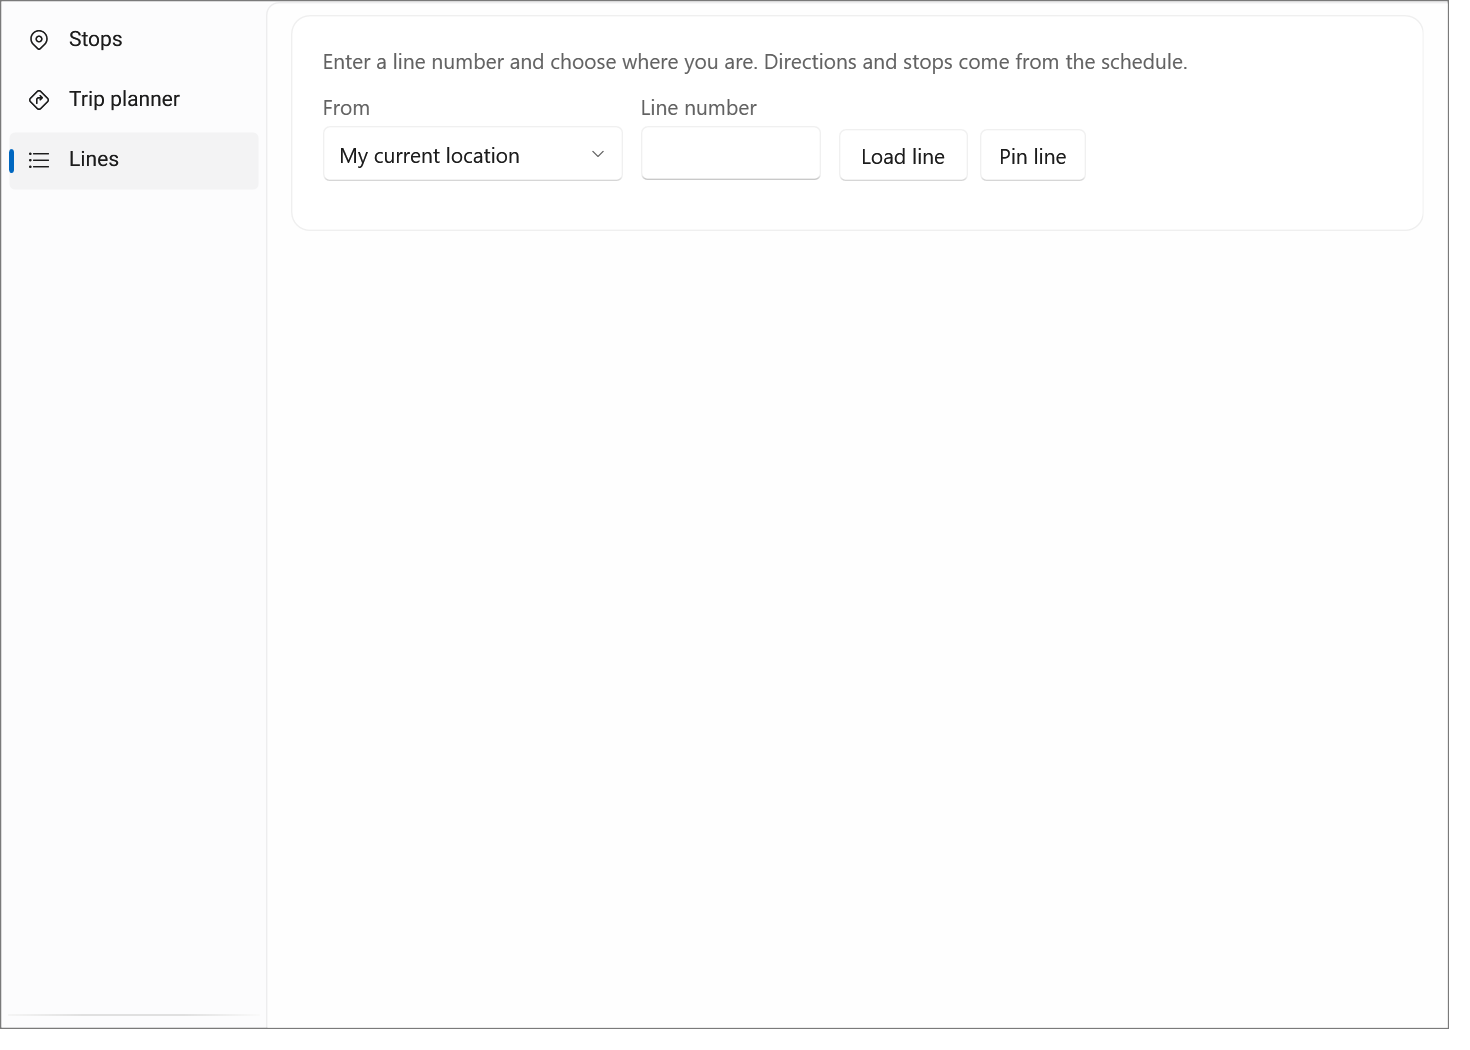 Stops
Trip planner
Lines
Enter a line number and choose where you are. Directions and stops come from the schedule.
From
Line number
My current location
Load line
Pin line